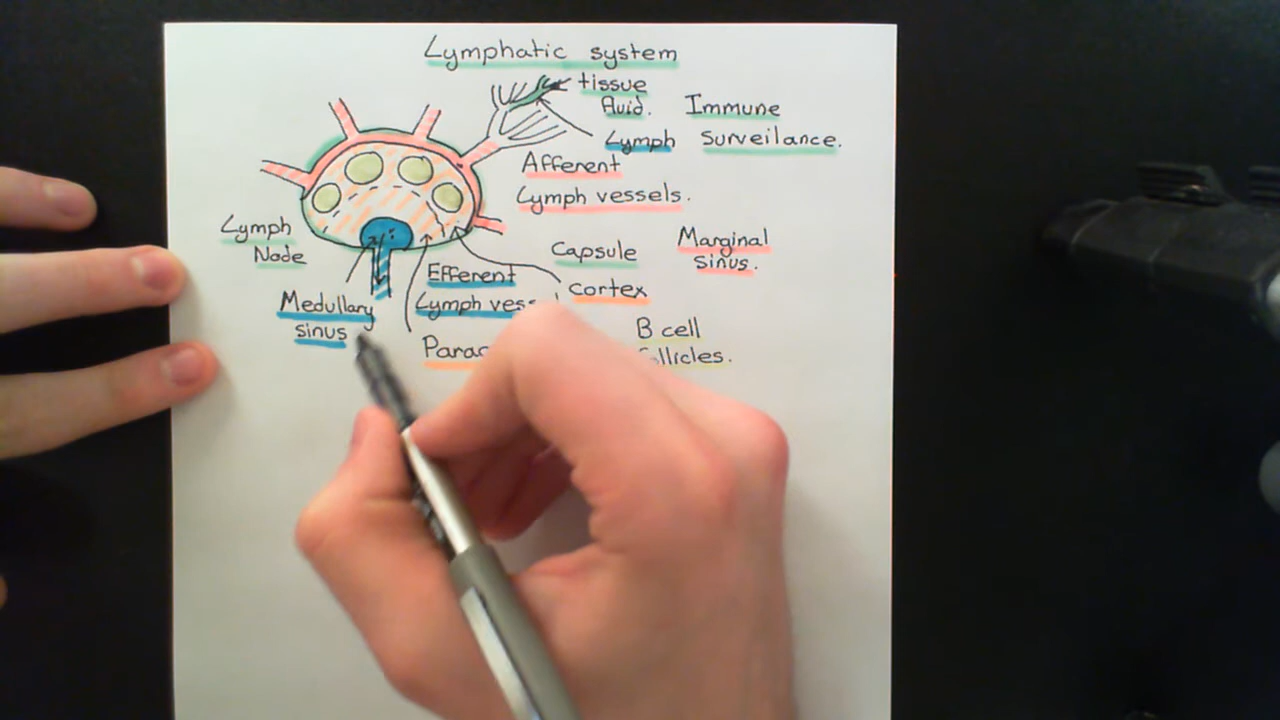 Lymphatic system
tissue
fluid.
Immune
Lymph
Surveilance.
Afferent
Lymph vessels.
Lymph
Node
Capsule
Marginal
sinus.
Efferent
Lymph
Cortex
Medullary
sinus
B cell